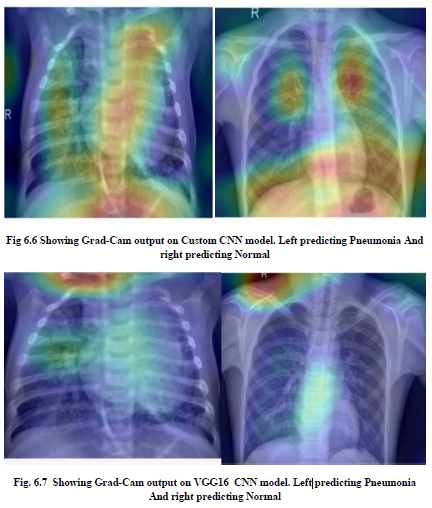 R
R
Fig 6.6 Showing Grad-Cam output on Custom CNN model. Left predicting Pneumonia And
right predicting Normal
R
Fig. 6.7 Showing Grad-Cam output on VGG16 CNN model. Left predicting Pneumonia
And right predicting Normal